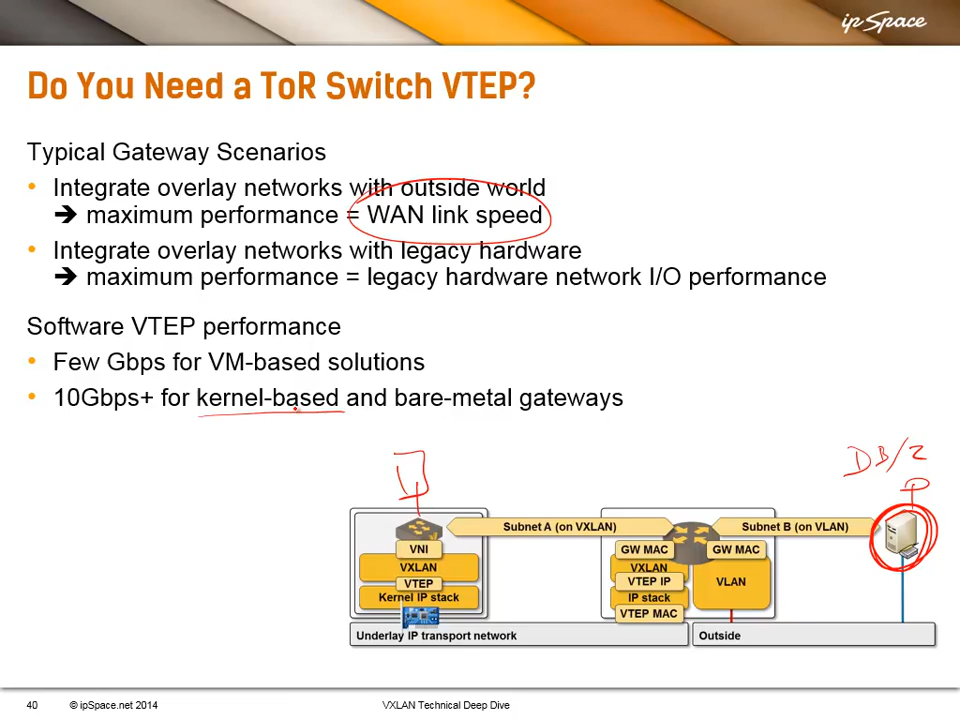 ipSpace
Do You Need a ToR Switch VTEP?
Typical Gateway Scenarios
• Integrate overlay networks with outside world
➔ maximum performance = WAN link speed
• Integrate overlay networks with legacy hardware
➔ maximum performance = legacy hardware network I/O performance
Software VTEP performance
• Few Gbps for VM-based solutions
• 10Gbps+ for kernel-based and bare-metal gateways
DB/2
Subnet A (on VXLAN)
Subnet B (on VLAN)
VNI
VXLAN
VTEP
Kernel IP stack
GW MAC
VXLAN
VTEP IP
IP stack
VTEP MAC
GW MAC
VLAN
Underlay IP transport network
Outside
40
© ipSpace.net 2014
VXLAN Technical Deep Dive